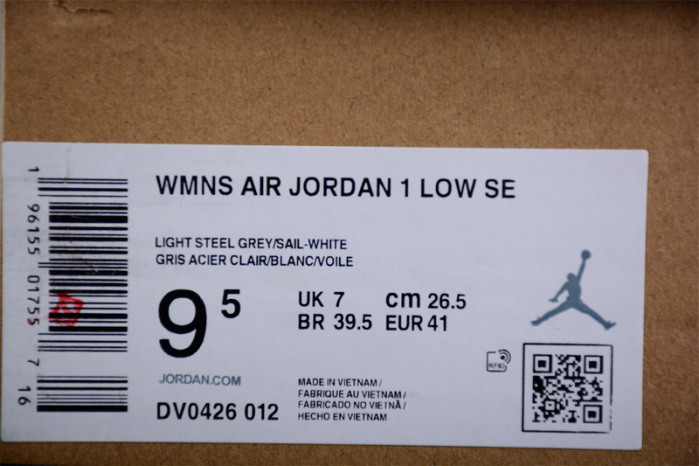 WMNS AIR JORDAN 1 LOW SE
LIGHT STEEL GREY/SAIL-WHITE
GRIS ACIER CLAIR/BLANC/VOILE
9 5
UK 7 cm 26.5
BR 39.5 EUR 41
JORDAN.COM
DV0426 012
MADE IN VIETNAM /
FABRIQUE AU VIETNAM /
FABRICADO NO VIETNÃ /
HECHO EN VIETNAM
RFID
1 96155 01755 7 16